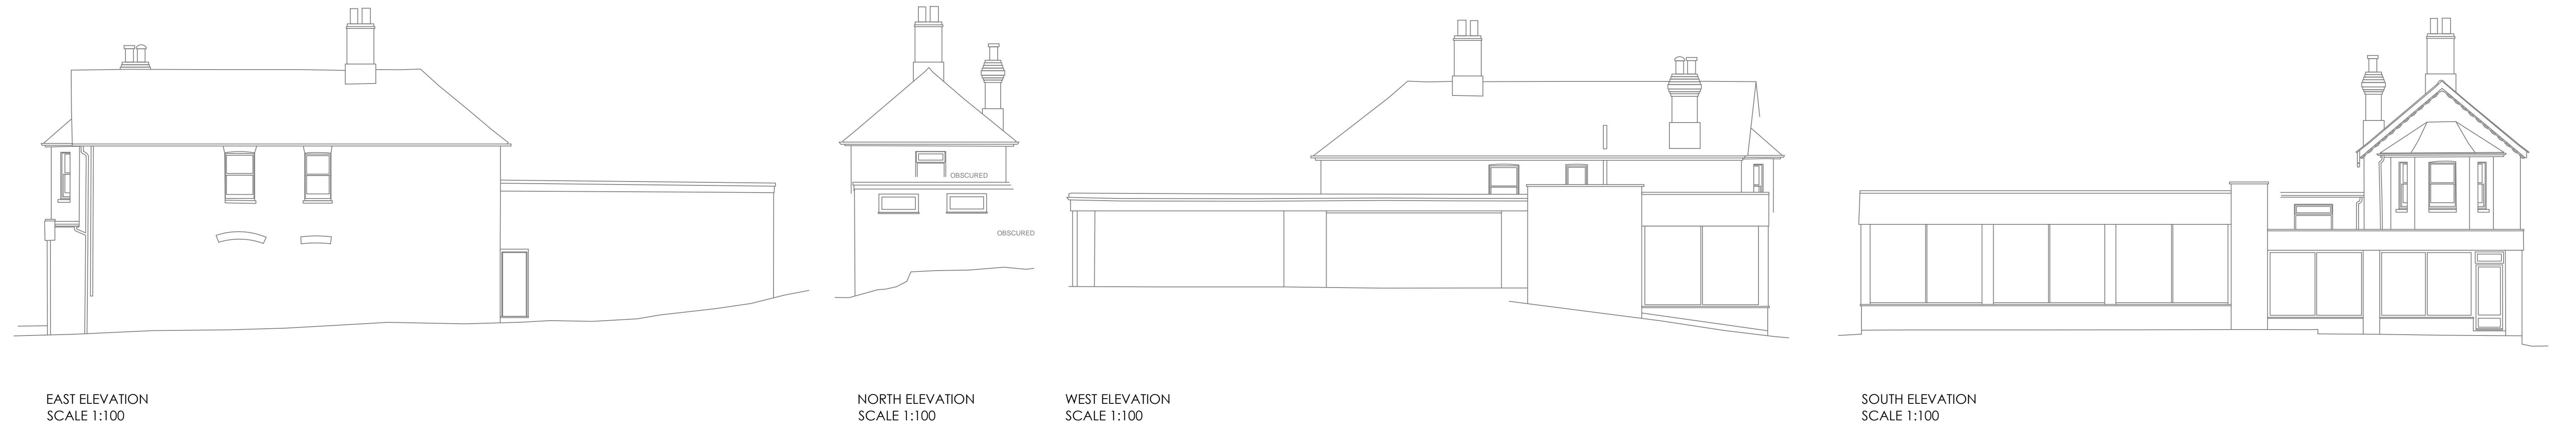 OBSCURED
OBSCURED
EAST ELEVATION
SCALE 1:100
NORTH ELEVATION
SCALE 1:100
WEST ELEVATION
SCALE 1:100
SOUTH ELEVATION
SCALE 1:100